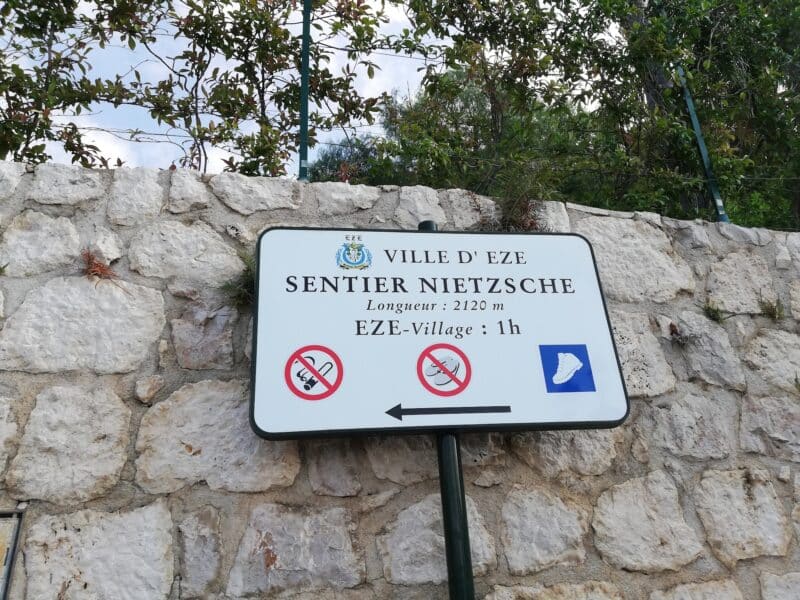 EZE
VILLE D' EZE
SENTIER NIETZSCHE
Longueur : 2120 m
EZE-Village : 1h